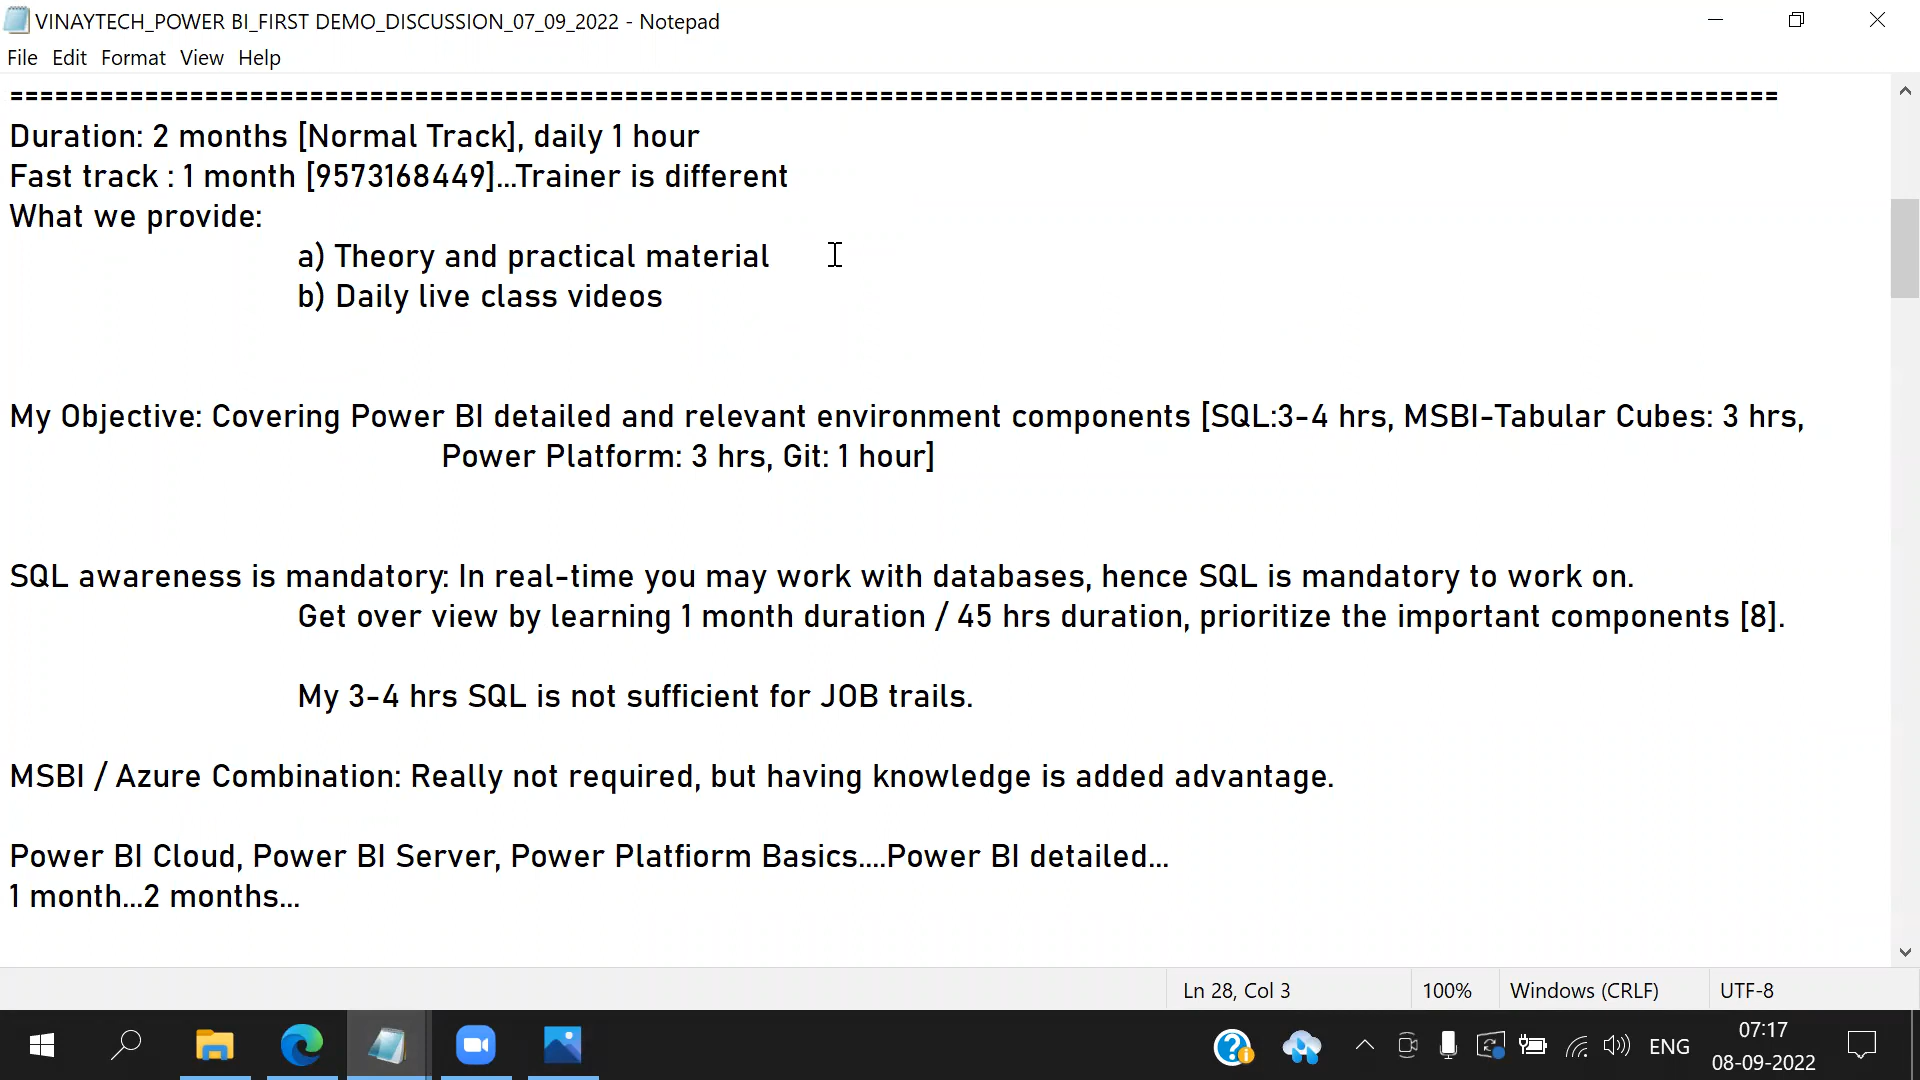 VINAYTECH_POWER BI_FIRST DEMO_DISCUSSION_07_09_2022 - Notepad
File Edit Format View Help
======================================================================================================================
Duration: 2 months [Normal Track], daily 1 hour
Fast track : 1 month [9573168449]...Trainer is different
What we provide:
a) Theory and practical material
b) Daily live class videos
My Objective: Covering Power BI detailed and relevant environment components [SQL:3-4 hrs, MSBI-Tabular Cubes: 3 hrs,
Power Platform: 3 hrs, Git: 1 hour]
SQL awareness is mandatory: In real-time you may work with databases, hence SQL is mandatory to work on.
Get over view by learning 1 month duration / 45 hrs duration, prioritize the important components [8].
My 3-4 hrs SQL is not sufficient for JOB trails.
MSBI / Azure Combination: Really not required, but having knowledge is added advantage.
Power BI Cloud, Power BI Server, Power Platfiorm Basics....Power BI detailed...
1 month...2 months...
Ln 28, Col 3 100% Windows (CRLF) UTF-8
ENG 07:17
08-09-2022